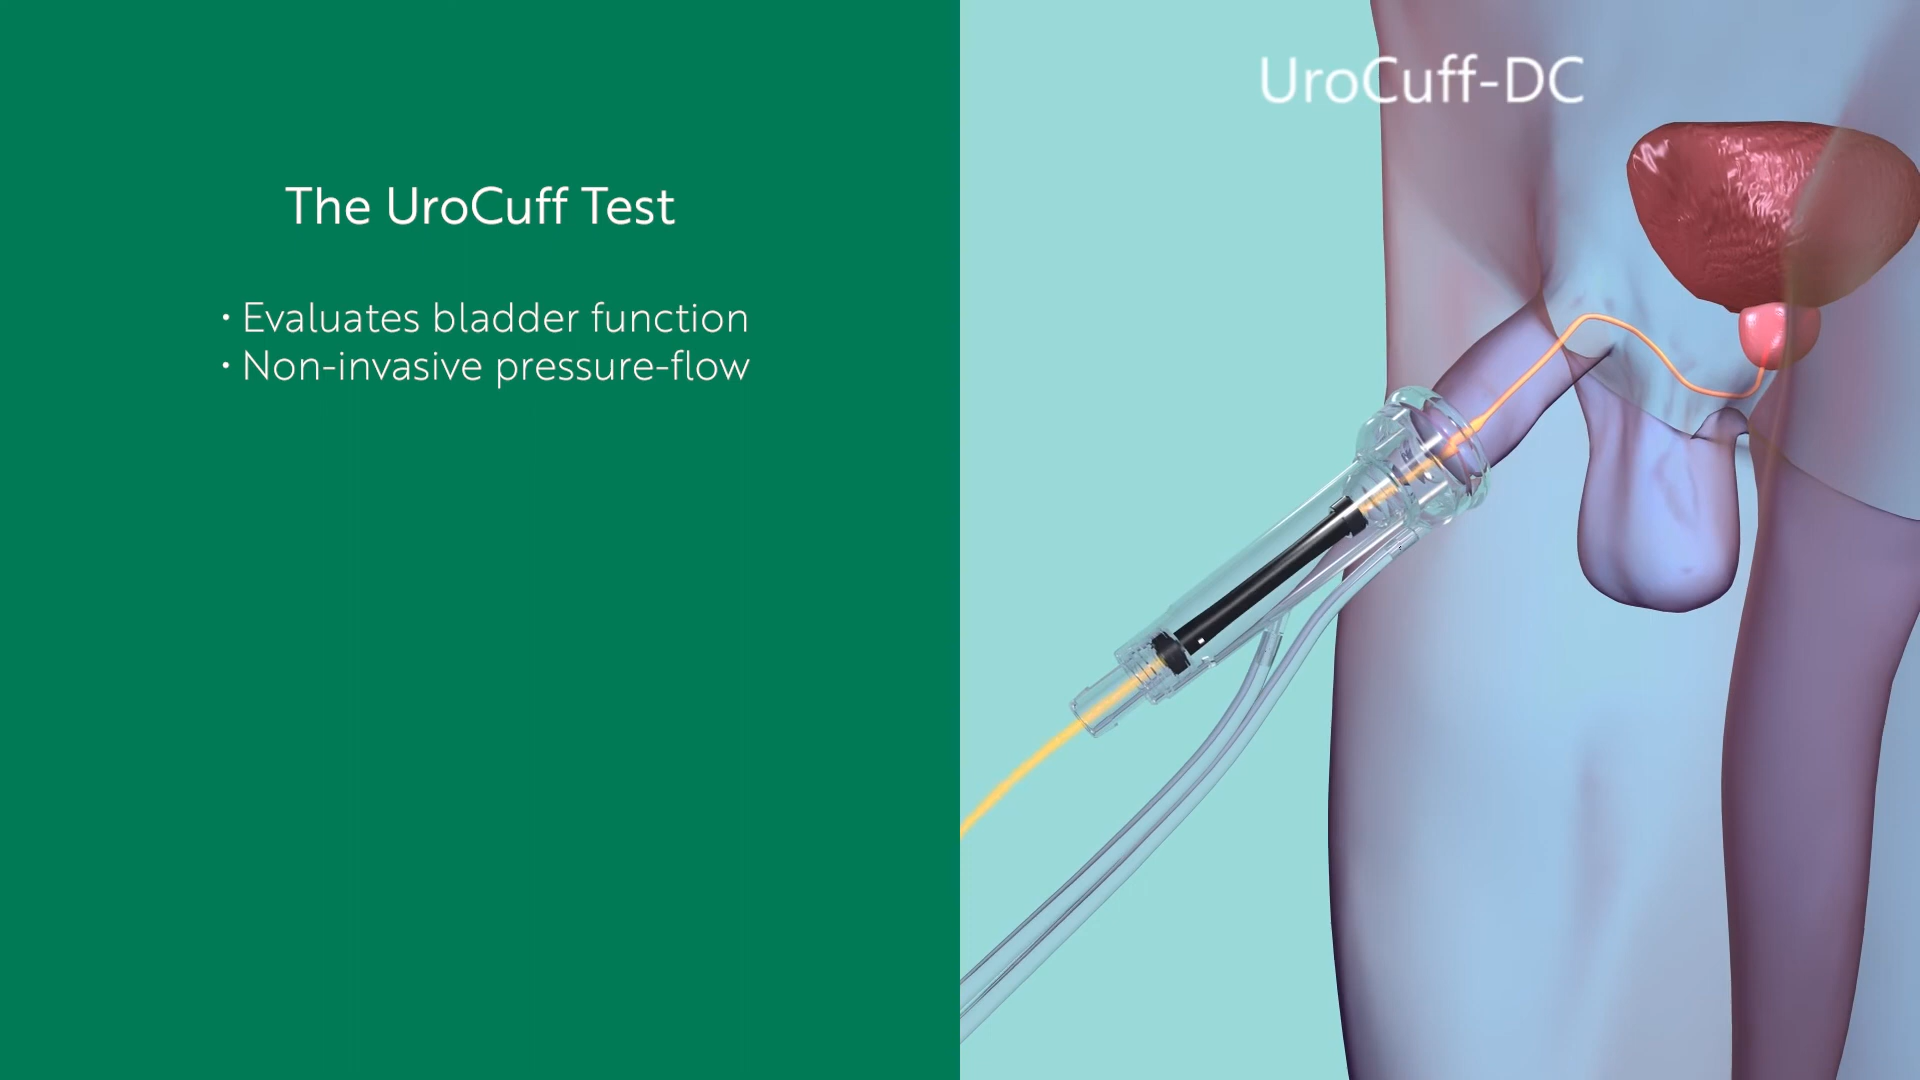 The UroCuff Test
• Evaluates bladder function
• Non-invasive pressure-flow
UroCuff-DC